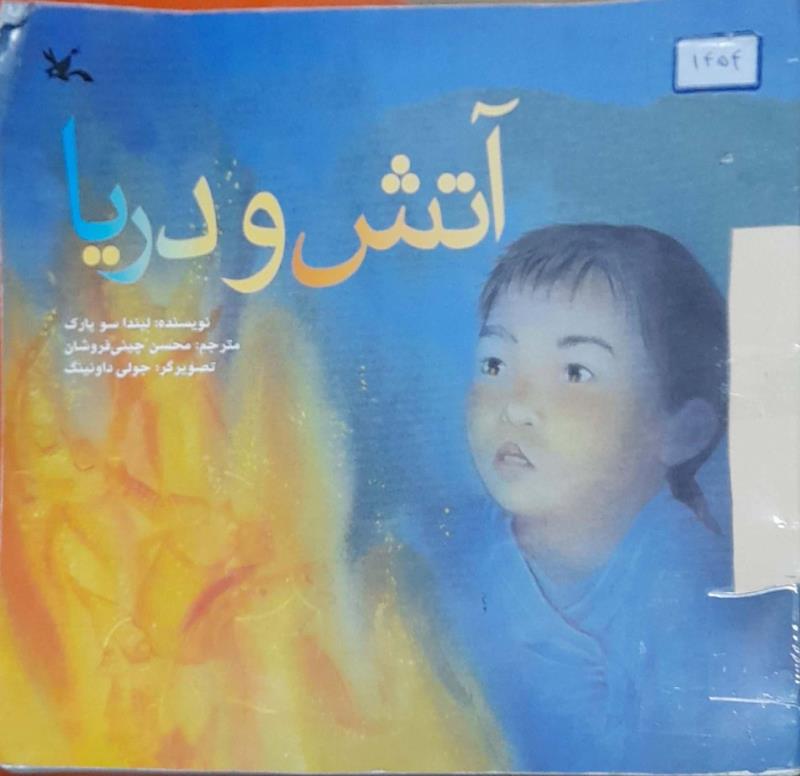 ۱۴۵۴
آتش و دریا
نویسنده: لیندا سو پارک
مترجم: محسن چینی‌فروشان
تصویرگر: جولی داونینگ